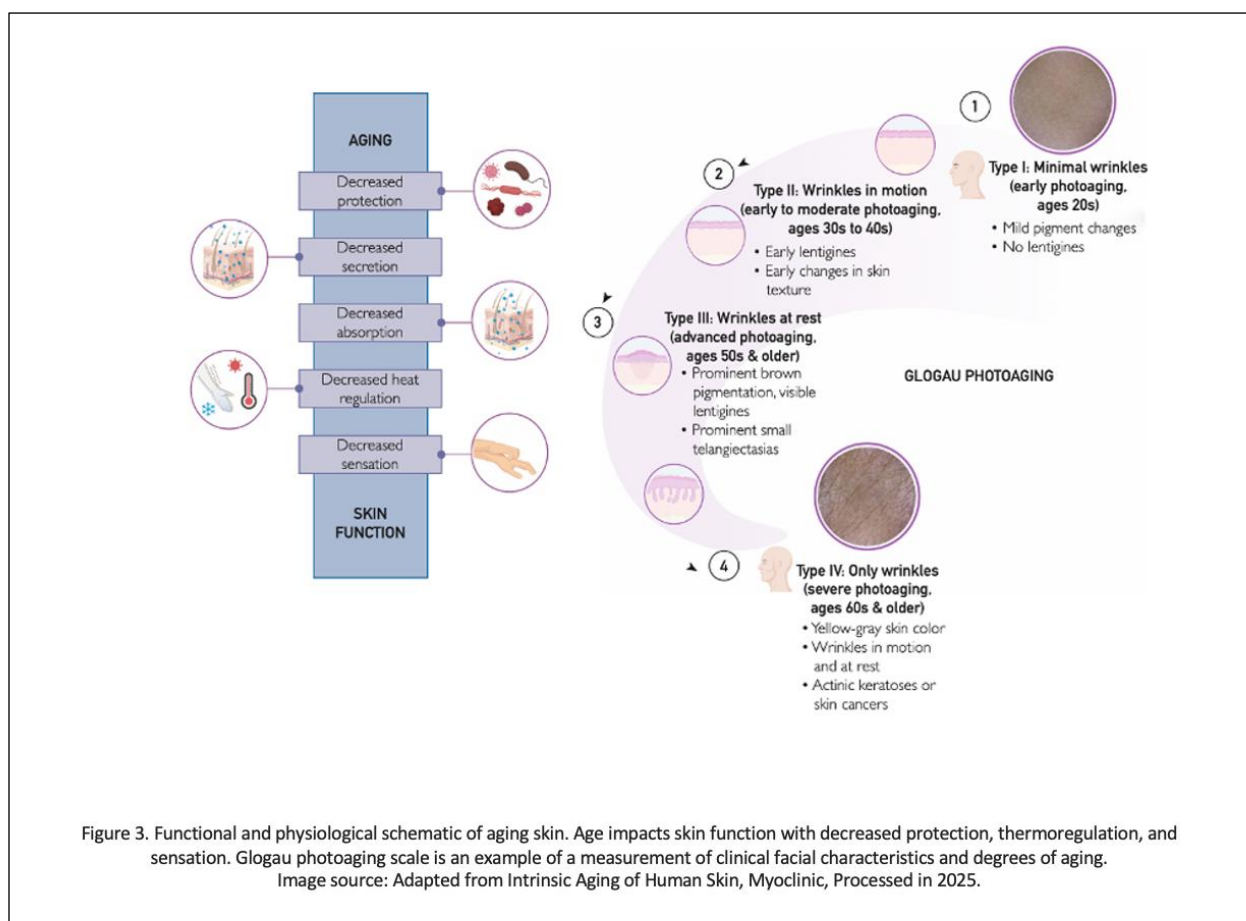 AGING
Decreased
protection
Decreased
secretion
Decreased
absorption
Decreased heat
regulation
Decreased
sensation
SKIN
FUNCTION
1
Type I: Minimal wrinkles
(early photoaging,
ages 20s)
• Mild pigment changes
• No lentigines
2
Type II: Wrinkles in motion
(early to moderate photoaging,
ages 30s to 40s)
• Early lentigines
• Early changes in skin
texture
3
Type III: Wrinkles at rest
(advanced photoaging,
ages 50s & older)
• Prominent brown
pigmentation, visible
lentigines
• Prominent small
telangiectasias
GLOGAU PHOTOAGING
4
Type IV: Only wrinkles
(severe photoaging,
ages 60s & older)
• Yellow-gray skin color
• Wrinkles in motion
and at rest
• Actinic keratoses or
skin cancers
Figure 3. Functional and physiological schematic of aging skin. Age impacts skin function with decreased protection, thermoregulation, and
sensation. Glogau photoaging scale is an example of a measurement of clinical facial characteristics and degrees of aging.
Image source: Adapted from Intrinsic Aging of Human Skin, Myoclinic, Processed in 2025.